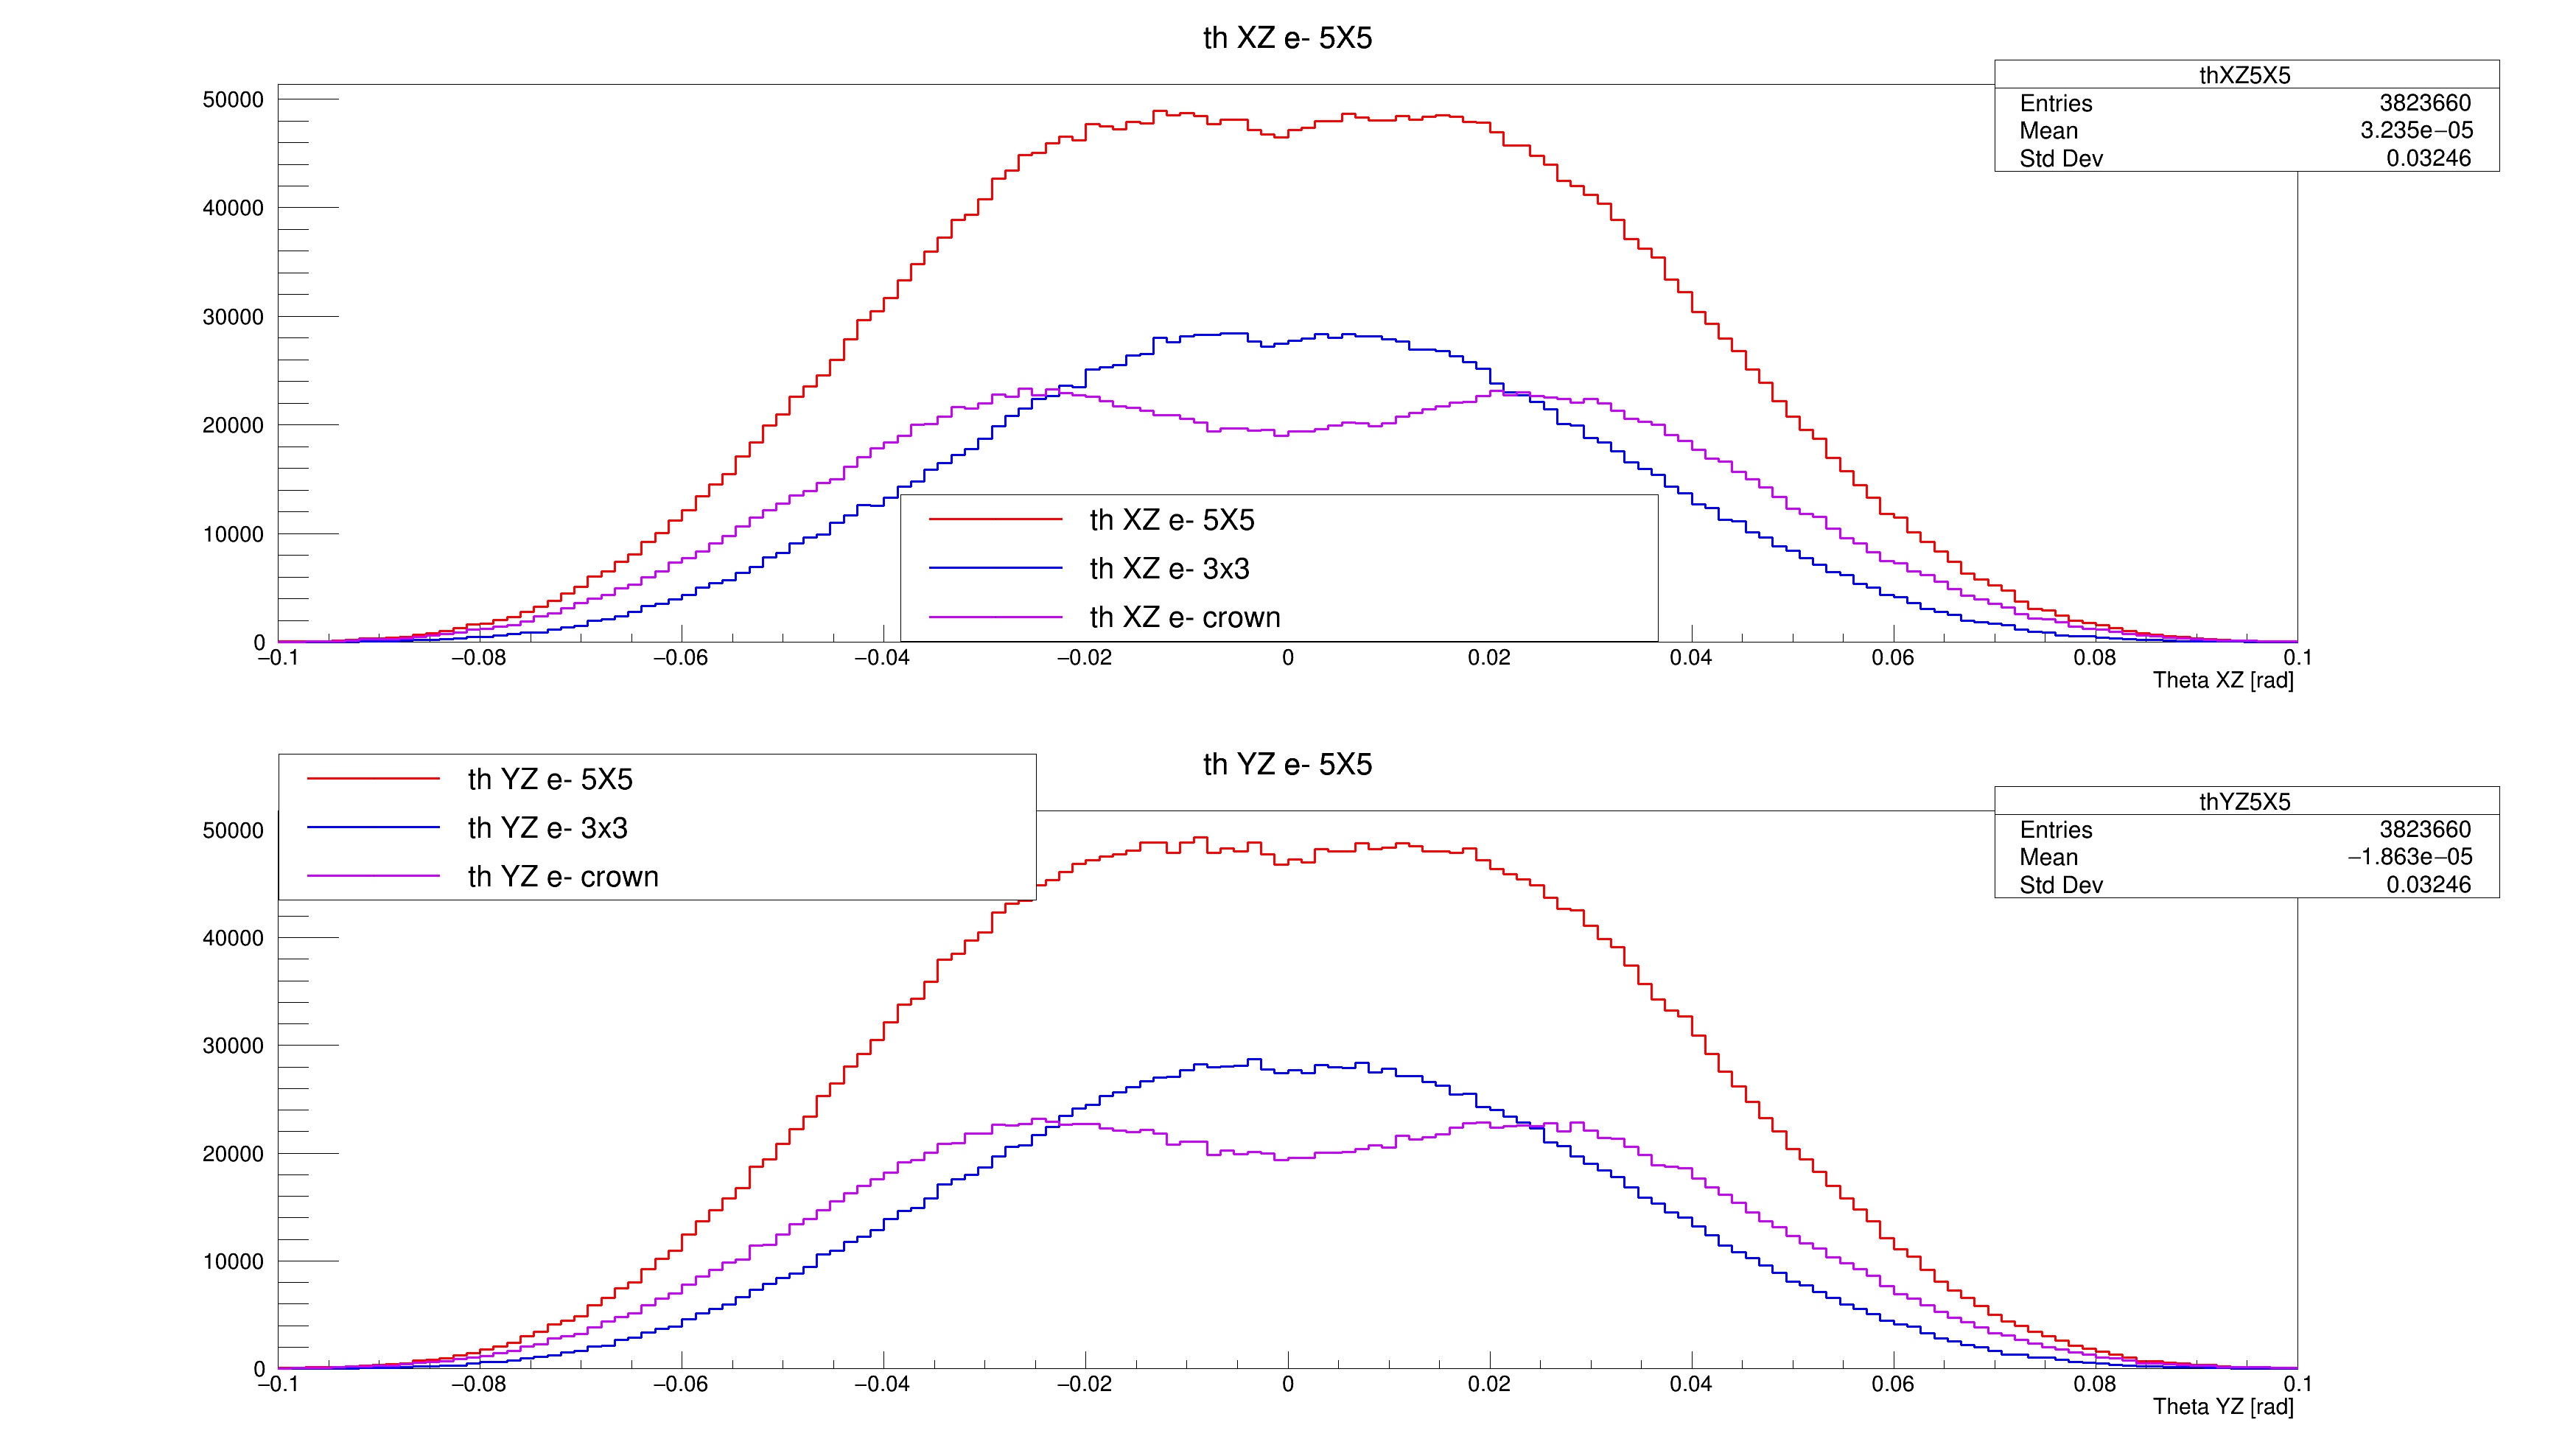 th XZ e- 5X5
thXZ5X5
Entries 3823660
Mean 3.235e−05
Std Dev 0.03246
50000
40000
30000
20000
10000
0
th XZ e- 5X5
th XZ e- 3x3
th XZ e- crown
−0.1 −0.08 −0.06 −0.04 −0.02 0 0.02 0.04 0.06 0.08 0.1
Theta XZ [rad]
th YZ e- 5X5
th YZ e- 5X5
th YZ e- 3x3
th YZ e- crown
thYZ5X5
Entries 3823660
Mean −1.863e−05
Std Dev 0.03246
50000
40000
30000
20000
10000
0
−0.1 −0.08 −0.06 −0.04 −0.02 0 0.02 0.04 0.06 0.08 0.1
Theta YZ [rad]